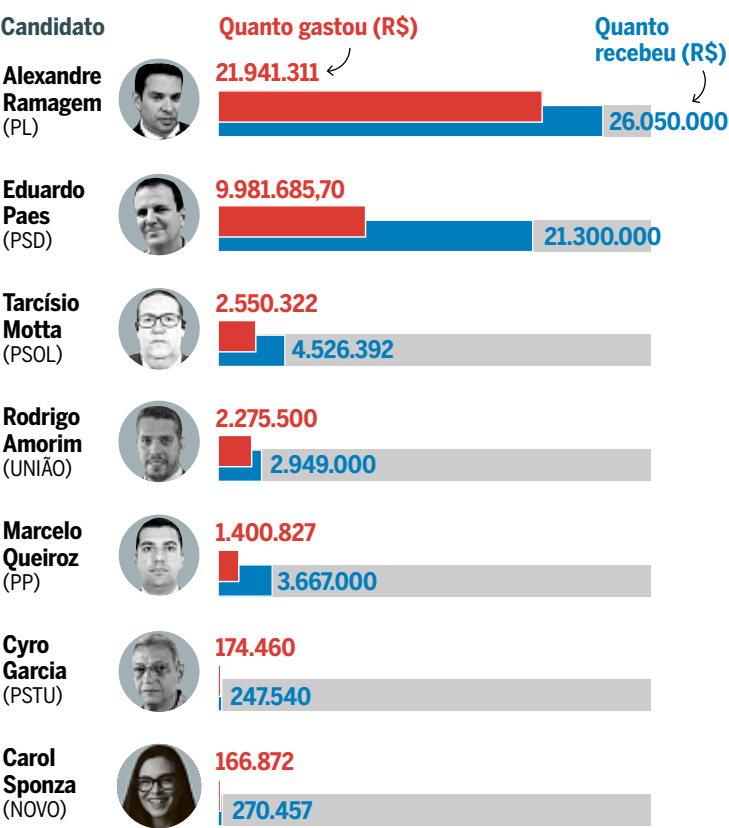 Candidato
Quanto gastou (R$)
Quanto
recebeu (R$)
Alexandre
Ramagem
(PL)
21.941.311
26.050.000
Eduardo
Paes
(PSD)
9.981.685,70
21.300.000
Tarcísio
Motta
(PSOL)
2.550.322
4.526.392
Rodrigo
Amorim
(UNIÃO)
2.275.500
2.949.000
Marcelo
Queiroz
(PP)
1.400.827
3.667.000
Cyro
Garcia
(PSTU)
174.460
247.540
Carol
Sponza
(NOVO)
166.872
270.457